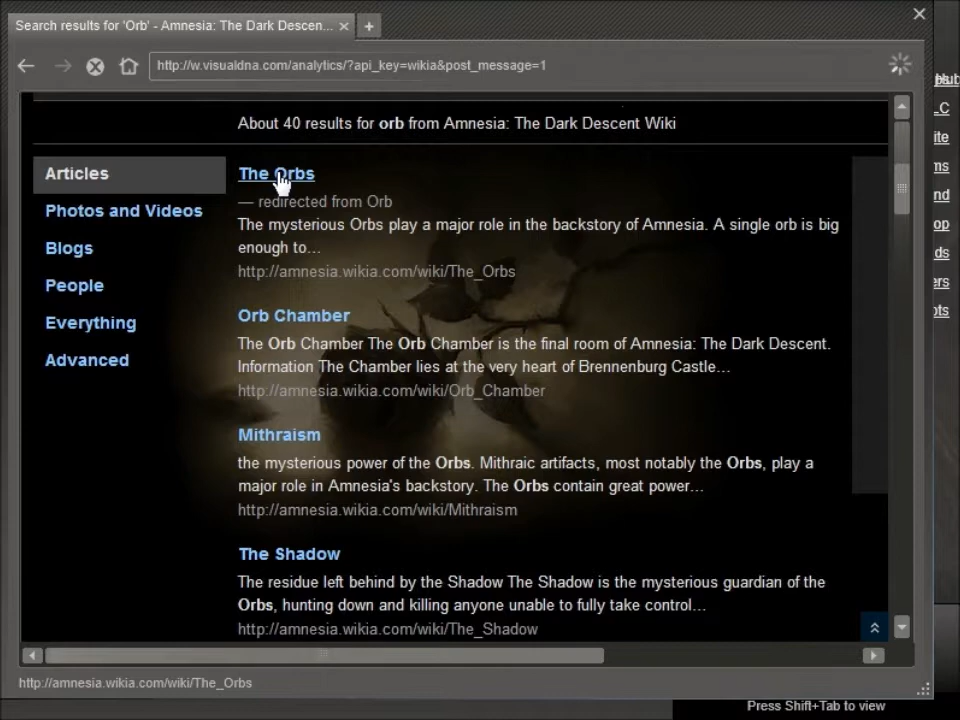 Search results for 'Orb' - Amnesia: The Dark Descen...
http://w.visualdna.com/analytics/?api_key=wikia&post_message=1
About 40 results for orb from Amnesia: The Dark Descent Wiki
Articles
Photos and Videos
Blogs
People
Everything
Advanced
The Orbs
— redirected from Orb
The mysterious Orbs play a major role in the backstory of Amnesia. A single orb is big
enough to...
http://amnesia.wikia.com/wiki/The_Orbs
Orb Chamber
The Orb Chamber The Orb Chamber is the final room of Amnesia: The Dark Descent.
Information The Chamber lies at the very heart of Brennenburg Castle...
http://amnesia.wikia.com/wiki/Orb_Chamber
Mithraism
the mysterious power of the Orbs. Mithraic artifacts, most notably the Orbs, play a
major role in Amnesia's backstory. The Orbs contain great power...
http://amnesia.wikia.com/wiki/Mithraism
The Shadow
The residue left behind by the Shadow The Shadow is the mysterious guardian of the
Orbs, hunting down and killing anyone unable to fully take control...
http://amnesia.wikia.com/wiki/The_Shadow
http://amnesia.wikia.com/wiki/The_Orbs
Press Shift+Tab to view